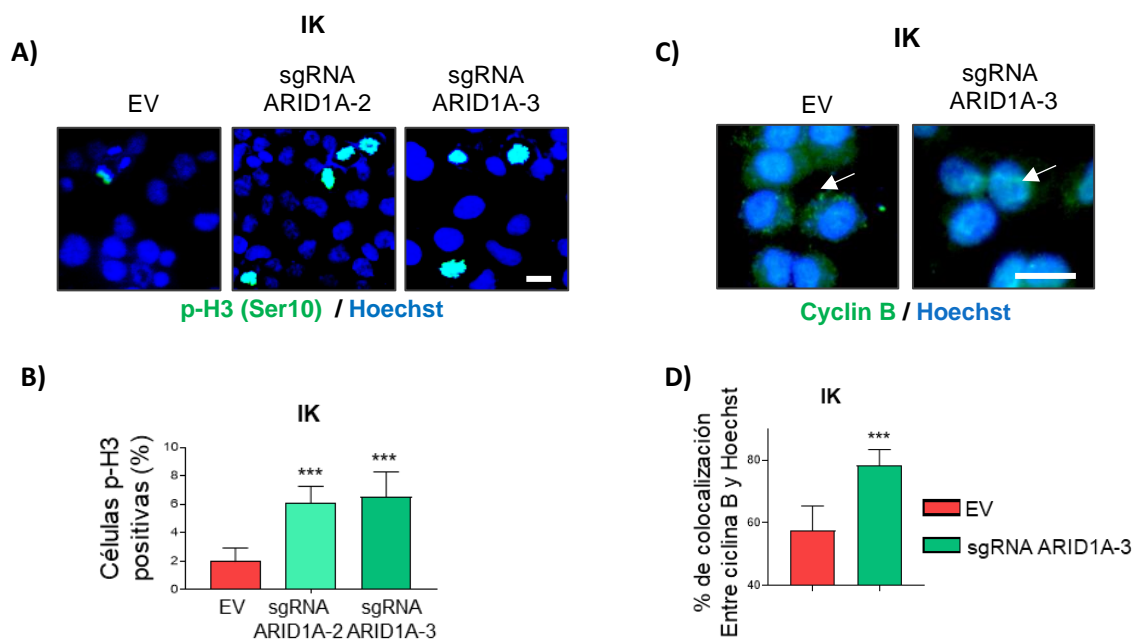 A)
IK
EV
sgRNA
ARID1A-2
sgRNA
ARID1A-3
p-H3 (Ser10) / Hoechst
B)
IK
Células p-H3
positivas (%)
10
8
6
4
2
0
***
***
EV
sgRNA
ARID1A-2
sgRNA
ARID1A-3
C)
IK
EV
sgRNA
ARID1A-3
Cyclin B / Hoechst
D)
IK
% de colocalización
Entre ciclina B y Hoechst
80
60
40
***
EV
sgRNA ARID1A-3